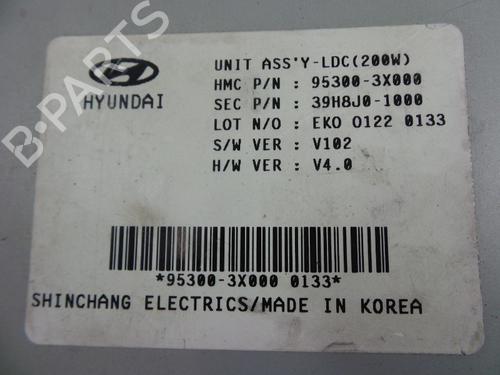 UNIT ASS'Y-LDC(200W)
HYUNDAI
HMC P/N : 95300-3X000
SEC P/N : 39H8J0-1000
LOT N/O : EKO O122 0133
S/W VER : V102
H/W VER : V4.0
*95300-3X000 0133*
SHINCHANG ELECTRICS/MADE IN KOREA
B-PARTS